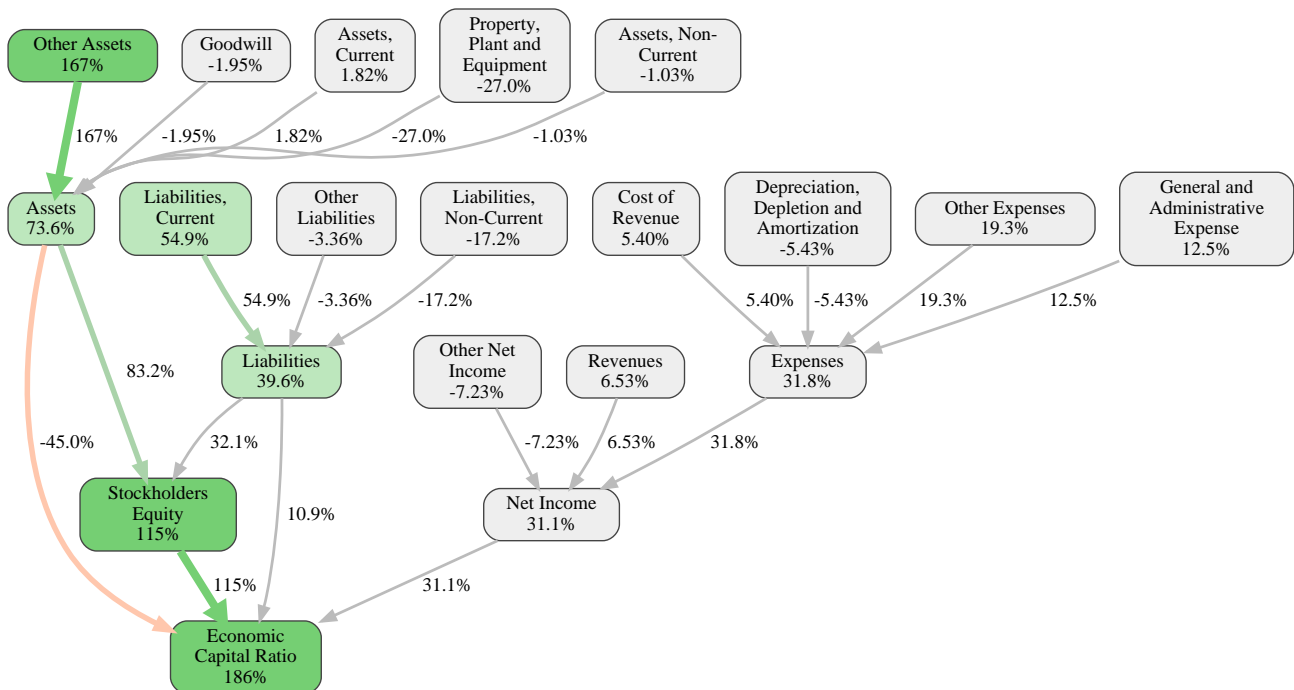 Other Assets
167%
Goodwill
-1.95%
Assets,
Current
1.82%
Property,
Plant and
Equipment
-27.0%
Assets, Non-
Current
-1.03%
167%
-1.95%
1.82%
-27.0%
-1.03%
Assets
73.6%
Liabilities,
Current
54.9%
Other
Liabilities
-3.36%
Liabilities,
Non-Current
-17.2%
Cost of
Revenue
5.40%
Depreciation,
Depletion and
Amortization
-5.43%
Other Expenses
19.3%
General and
Administrative
Expense
12.5%
54.9%
-3.36%
-17.2%
5.40%
-5.43%
19.3%
12.5%
83.2%
Liabilities
39.6%
Other Net
Income
-7.23%
Revenues
6.53%
Expenses
31.8%
-45.0%
32.1%
-7.23%
6.53%
31.8%
Stockholders
Equity
115%
10.9%
Net Income
31.1%
115%
31.1%
Economic
Capital Ratio
186%